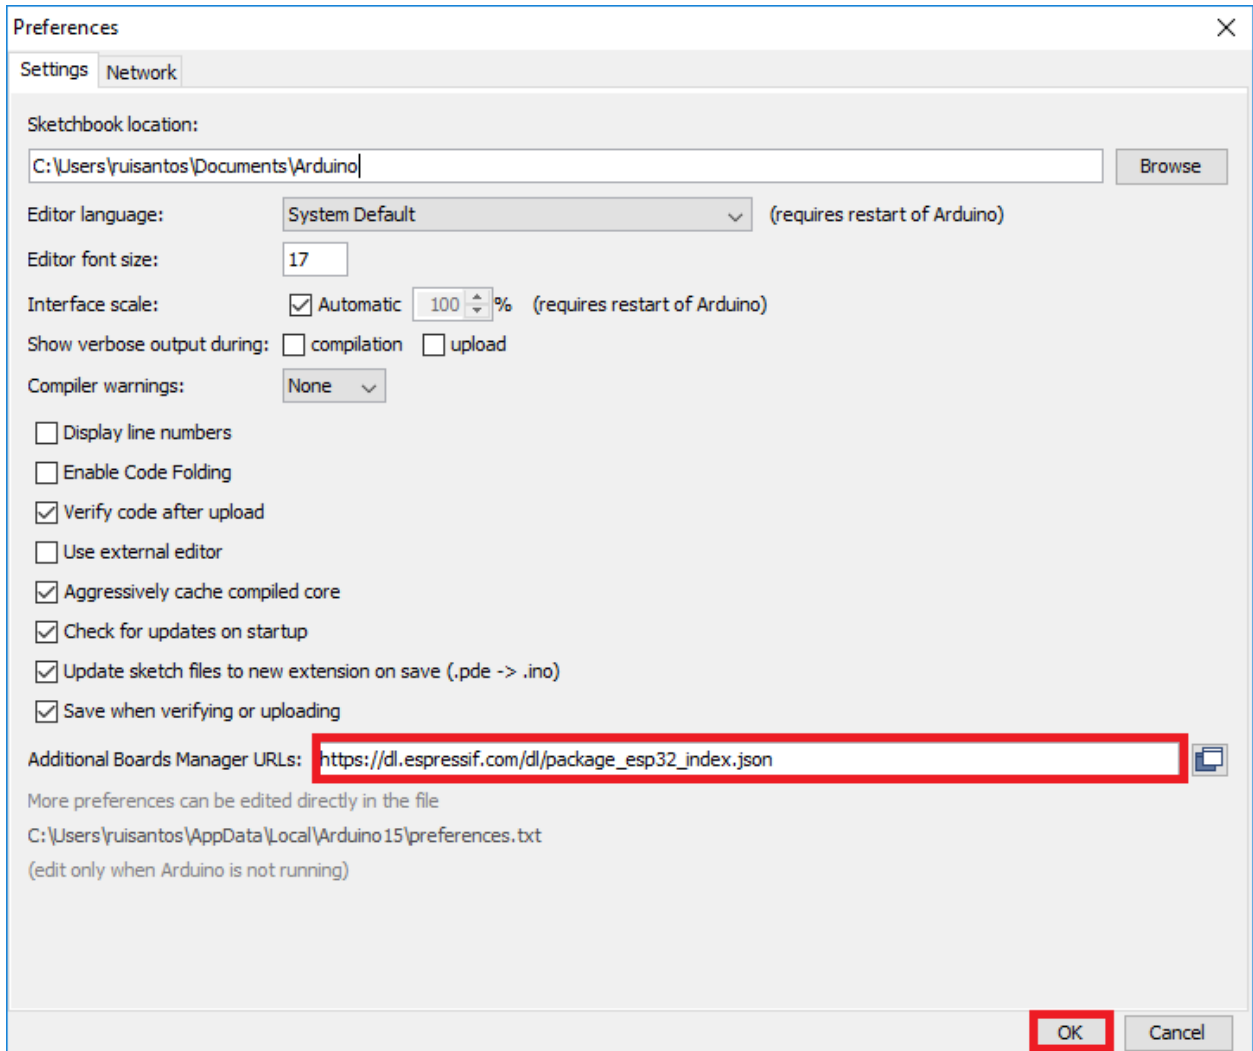 Preferences
Settings Network
Sketchbook location:
C:\Users\ruisantos\Documents\Arduino Browse
Editor language: System Default (requires restart of Arduino)
Editor font size: 17
Interface scale: Automatic 100 % (requires restart of Arduino)
Show verbose output during: compilation upload
Compiler warnings: None
Display line numbers
Enable Code Folding
Verify code after upload
Use external editor
Aggressively cache compiled core
Check for updates on startup
Update sketch files to new extension on save (.pde -> .ino)
Save when verifying or uploading
Additional Boards Manager URLs: https://dl.espressif.com/dl/package_esp32_index.json
More preferences can be edited directly in the file
C:\Users\ruisantos\AppData\Local\Arduino15\preferences.txt
(edit only when Arduino is not running)
OK Cancel